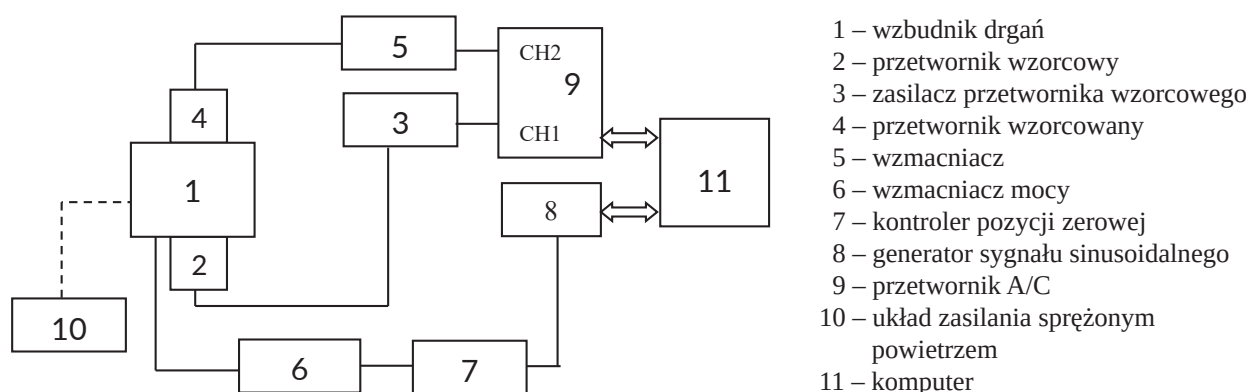 5
CH2
9
4
3
CH1
1
11
8
2
10
6
7
1 – wzbudnik drgań
2 – przetwornik wzorcowy
3 – zasilacz przetwornika wzorcowego
4 – przetwornik wzorcowany
5 – wzmacniacz
6 – wzmacniacz mocy
7 – kontroler pozycji zerowej
8 – generator sygnału sinusoidalnego
9 – przetwornik A/C
10 – układ zasilania sprężonym
powietrzem
11 – komputer